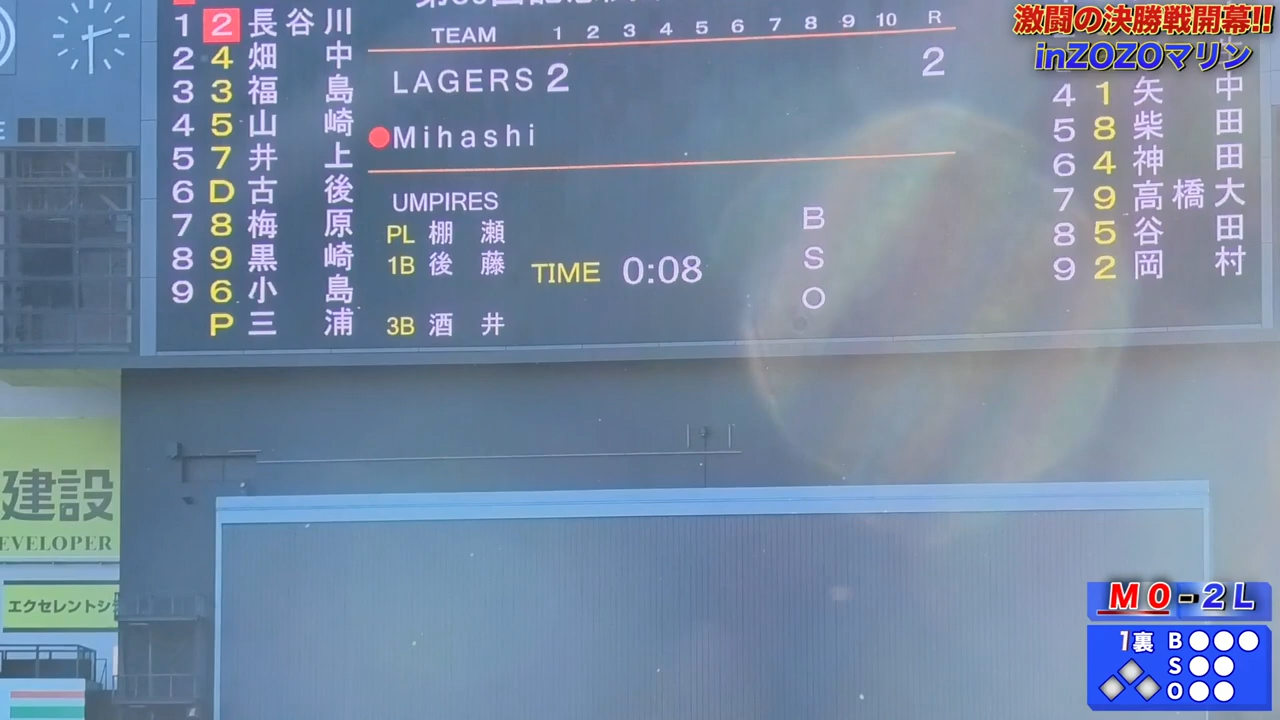 TEAM 1 2 3 4 5 6 7 8 9 10 R
LAGERS 2 2
Mihashi
UMPIRES
PL 棚瀬
1B 後藤
3B 酒井
TIME 0:08
B
S
O
1 2 長谷川
2 4 畑中
3 3 福島
4 5 山崎
5 7 井上
6 D 古後
7 8 梅原
8 9 黒崎
9 6 小島
P 三浦
4 1 矢中
5 8 柴田
6 4 神田
7 9 高橋大
8 5 谷田
9 2 岡村
激闘の決勝戦開幕!!
inZOZOマリン
建設
EVELOPER
エクセレントシ
M 0 - 2 L
1裏 B
S
O